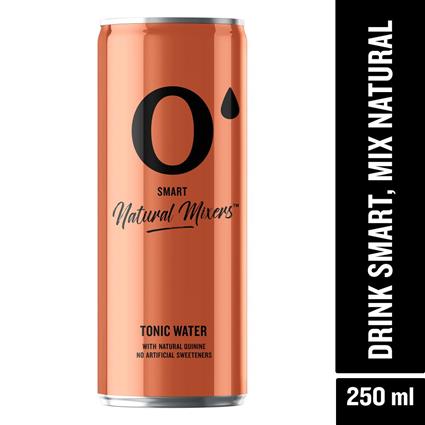 O'
SMART
Natural Mixers™
TONIC WATER
WITH NATURAL QUININE
NO ARTIFICIAL SWEETENERS
DRINK SMART, MIX NATURAL
250 ml